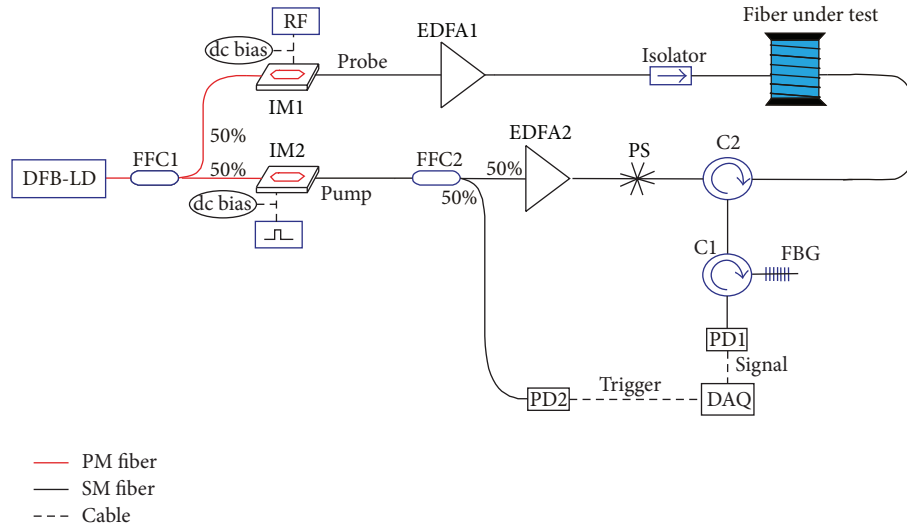 RF
EDFA1
Fiber under test
dc bias
Probe
Isolator
IM1
50%
EDFA2
DFB-LD
FFC1
50%
IM2
FFC2
50%
PS
C2
Pump
50%
dc bias
C1
FBG
PD1
Signal
Trigger
PD2
DAQ
PM fiber
SM fiber
Cable